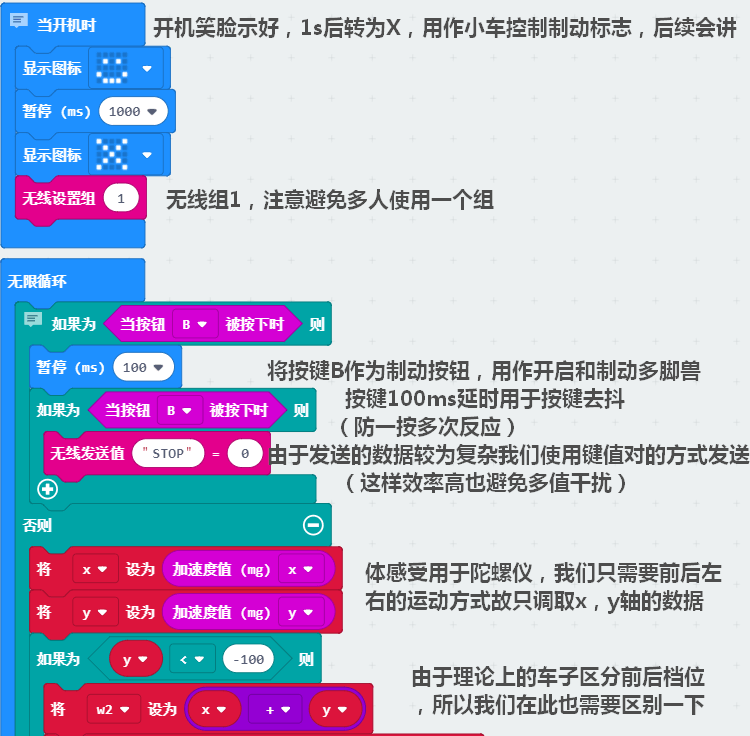 当开机时 开机笑脸示好，1s后转为X，用作小车控制制动标志，后续会讲
显示图标
暂停 (ms) 1000
显示图标
无线设置组 1 无线组1，注意避免多人使用一个组
无限循环
如果为 当按钮 B 被按下时 则
暂停 (ms) 100 将按键B作为制动按钮，用作开启和制动多脚兽
如果为 当按钮 B 被按下时 则 按键100ms延时用于按键去抖
（防一按多次反应）
无线发送值 "STOP" = 0 由于发送的数据较为复杂我们使用键值对的方式发送
（这样效率高也避免多值干扰）
否则
将 x 设为 加速度值 (mg) x 体感受用于陀螺仪，我们只需要前后左
将 y 设为 加速度值 (mg) y 右的运动方式故只调取x，y轴的数据
如果为 y < -100 则
由于理论上的车子区分前后档位
将 w2 设为 x + y ，所以我们在此也需要区别一下